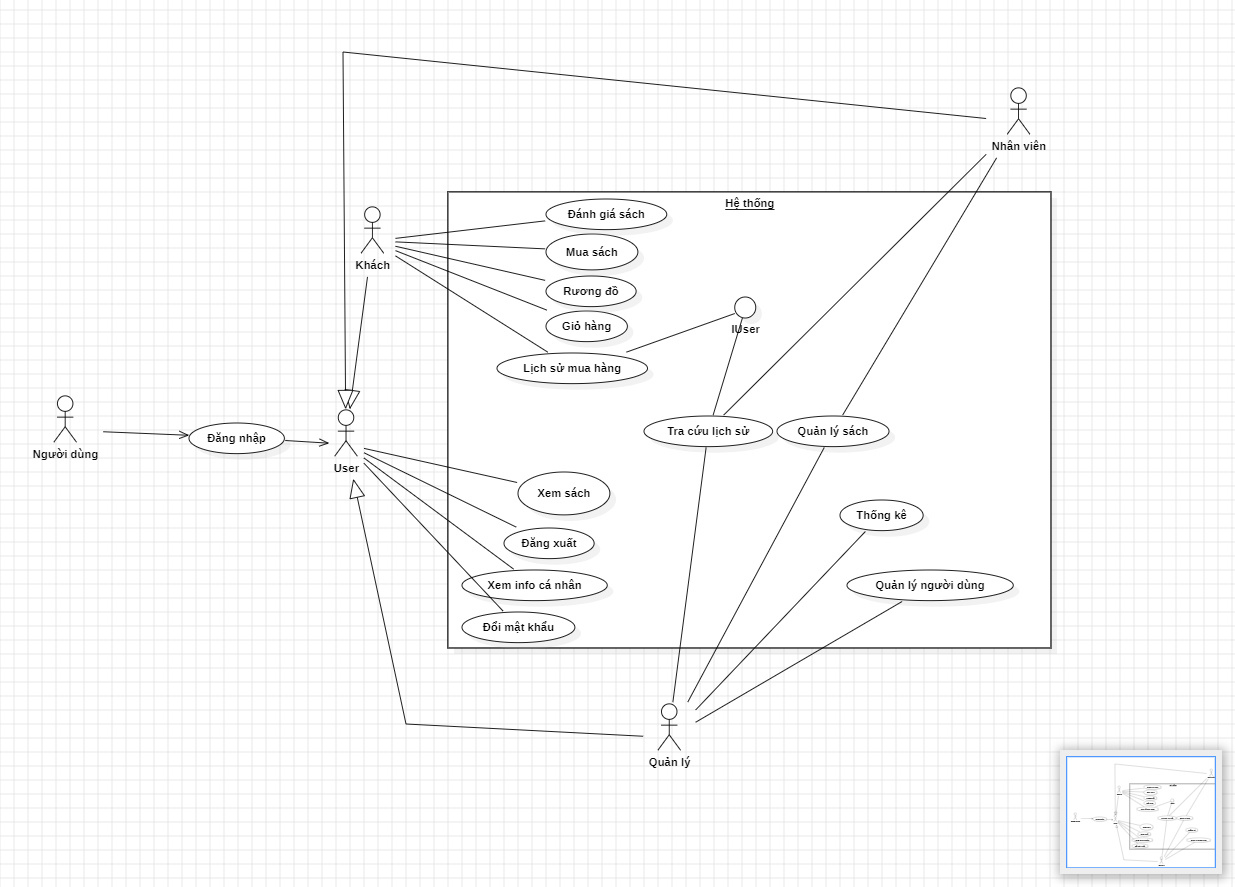 Nhân viên
Hệ thống
Đánh giá sách
Mua sách
Khách
Rương đồ
Giỏ hàng
IUser
Lịch sử mua hàng
Tra cứu lịch sử
Quản lý sách
Đăng nhập
Người dùng
User
Xem sách
Thống kê
Đăng xuất
Xem info cá nhân
Quản lý người dùng
Đổi mật khẩu
Quản lý